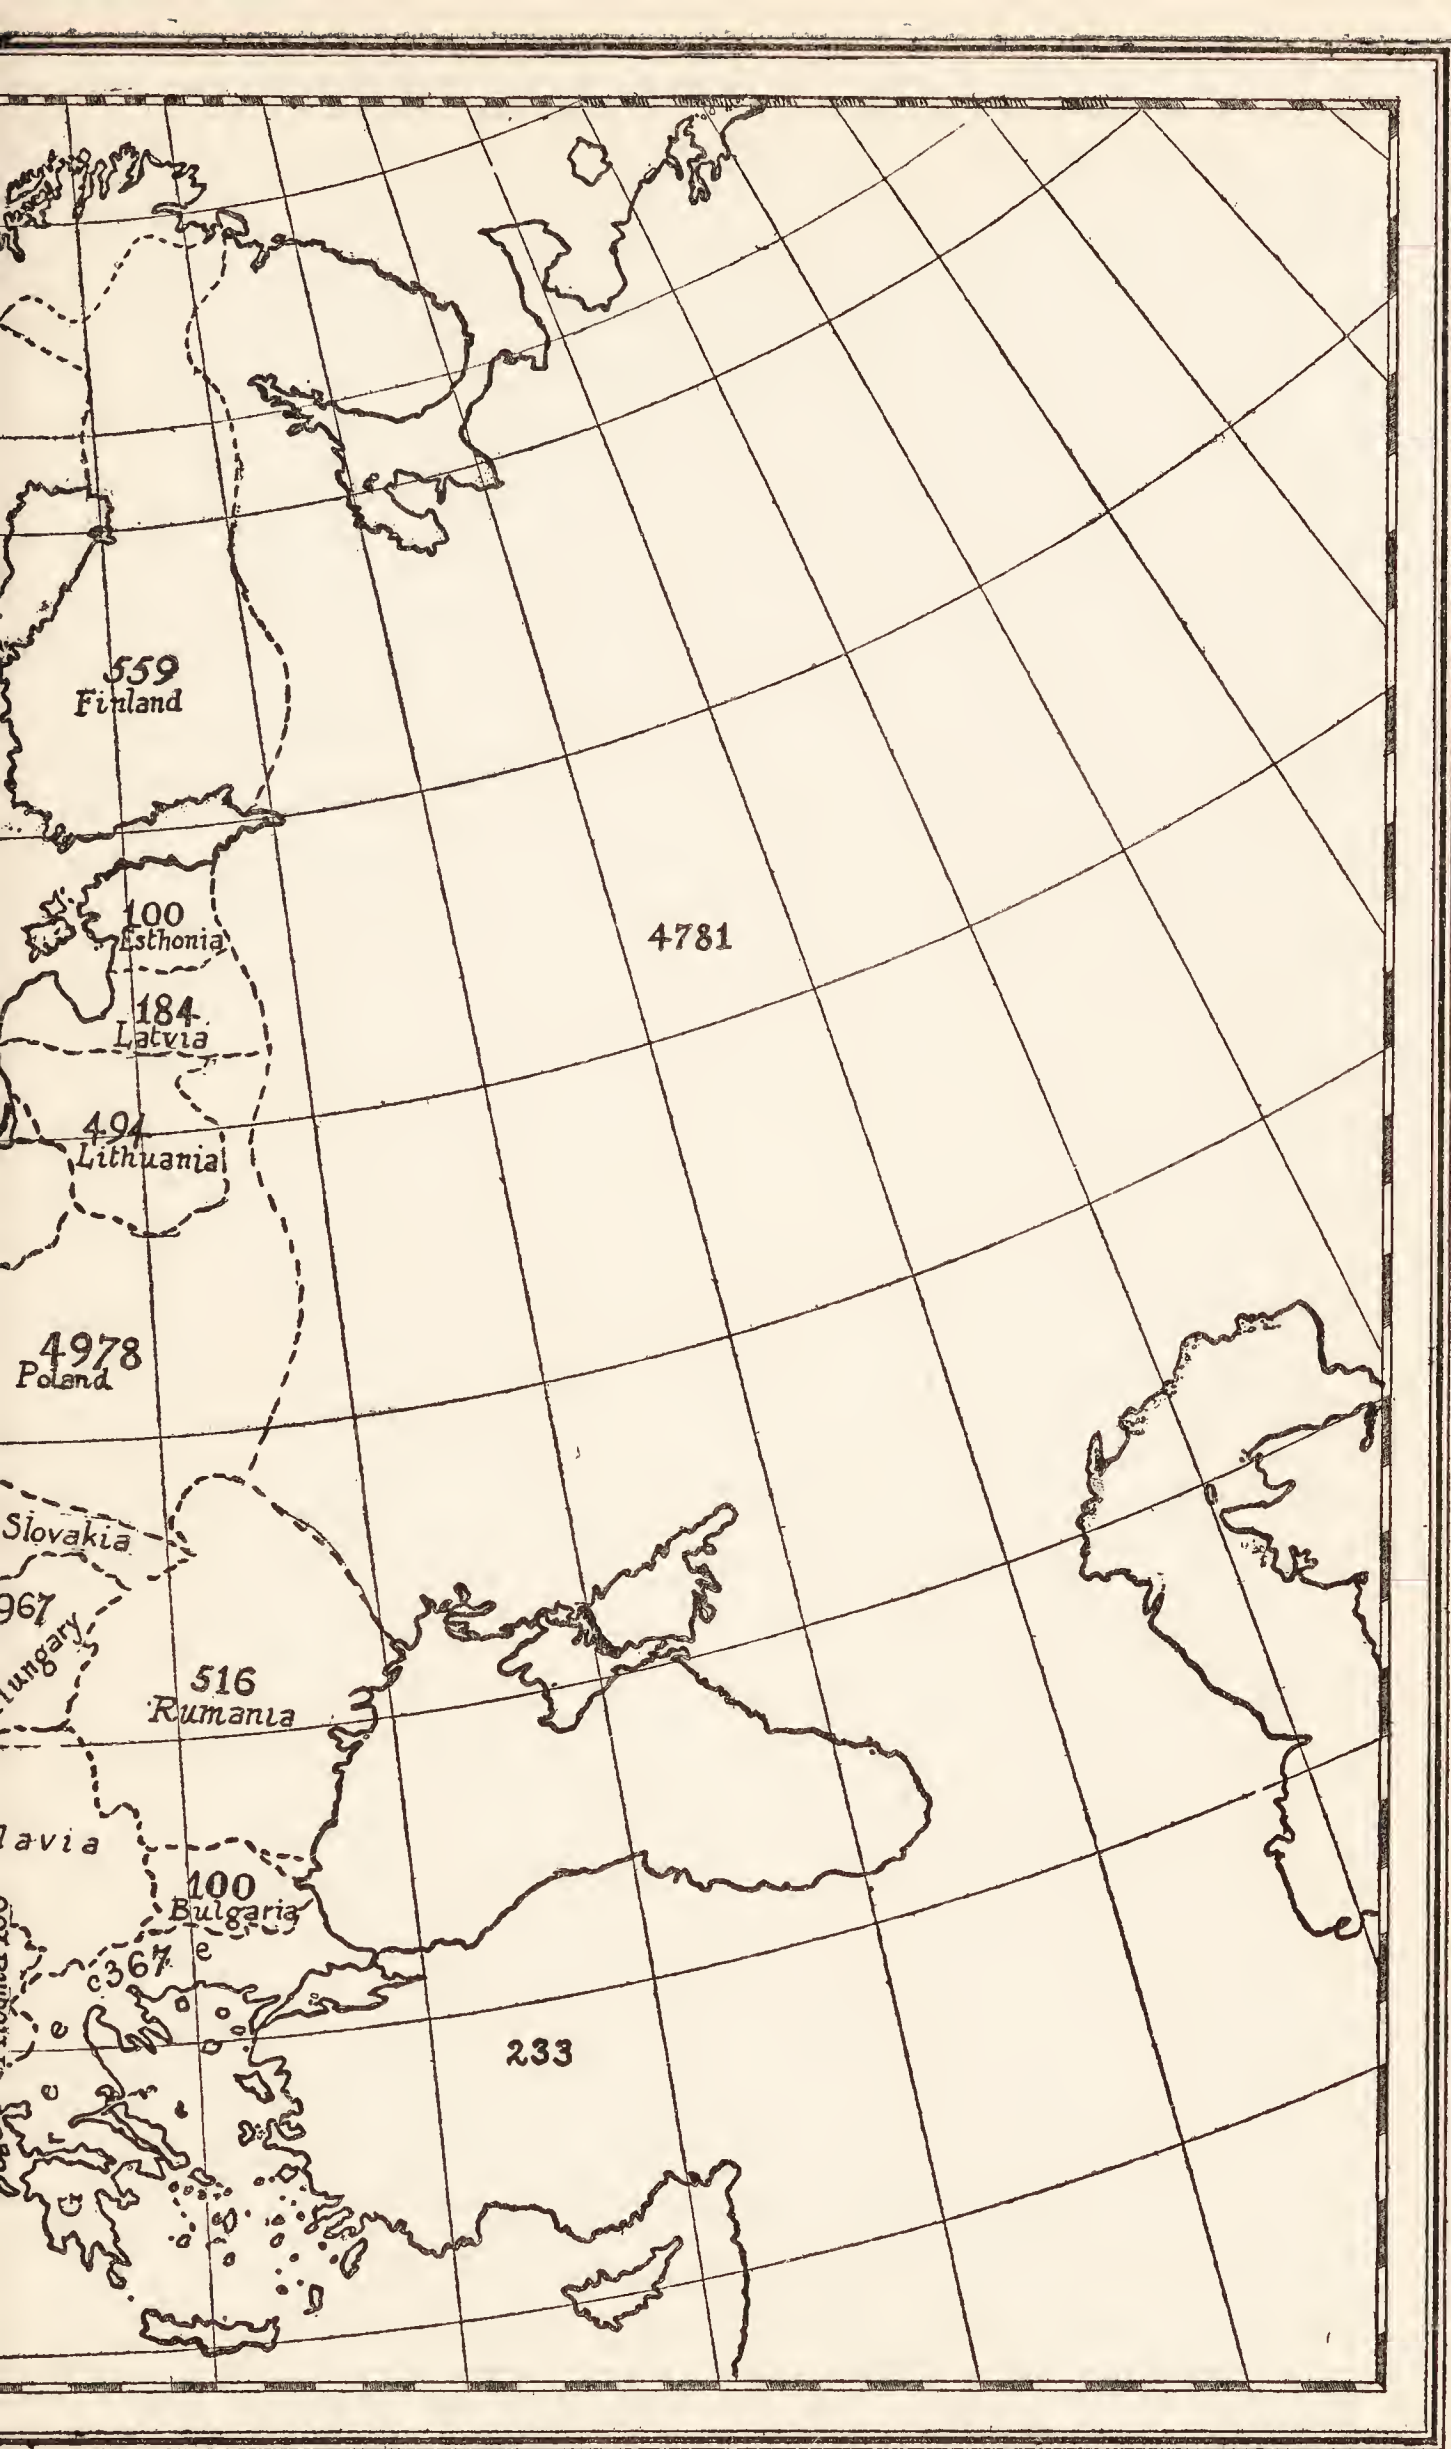 559
Finland
100
Esthonia
4781
184
Latvia
494
Lithuania
4978
Poland
Slovakia
967
Hungary
516
Rumania
lavia
100
Bulgaria
c367
e
e
233